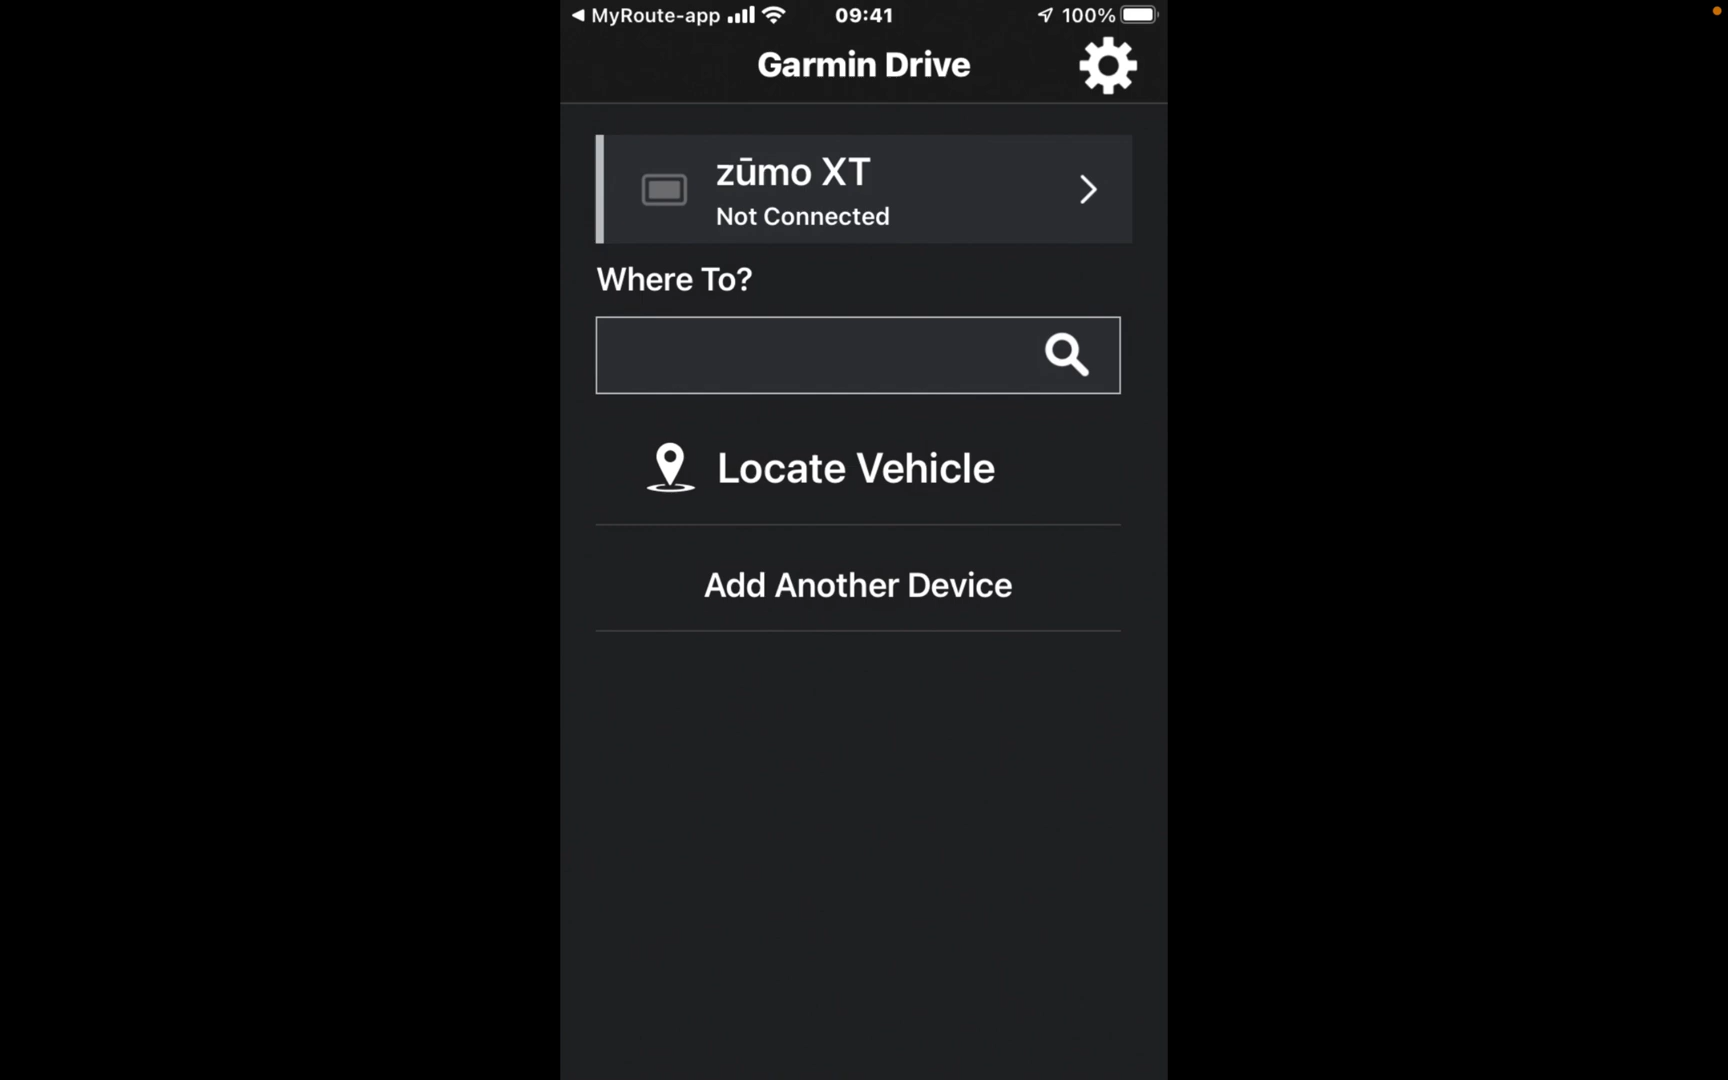 MyRoute-app 09:41 100%
Garmin Drive
zūmo XT
Not Connected
Where To?
Locate Vehicle
Add Another Device